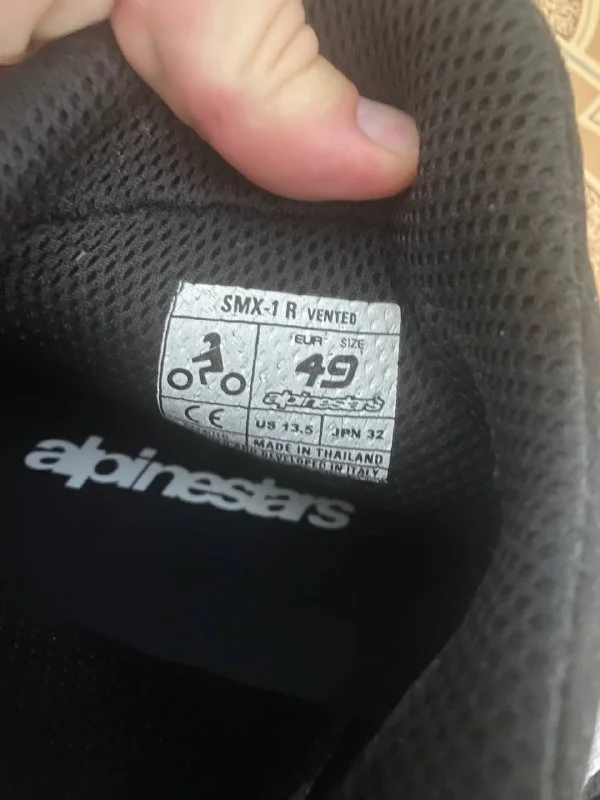 SMX-1 R VENTED
EUR SIZE
49
alpinestars
CE
US 13.5 JPN 32
MADE IN THAILAND
DEVELOPED IN ITALY
alpinestars